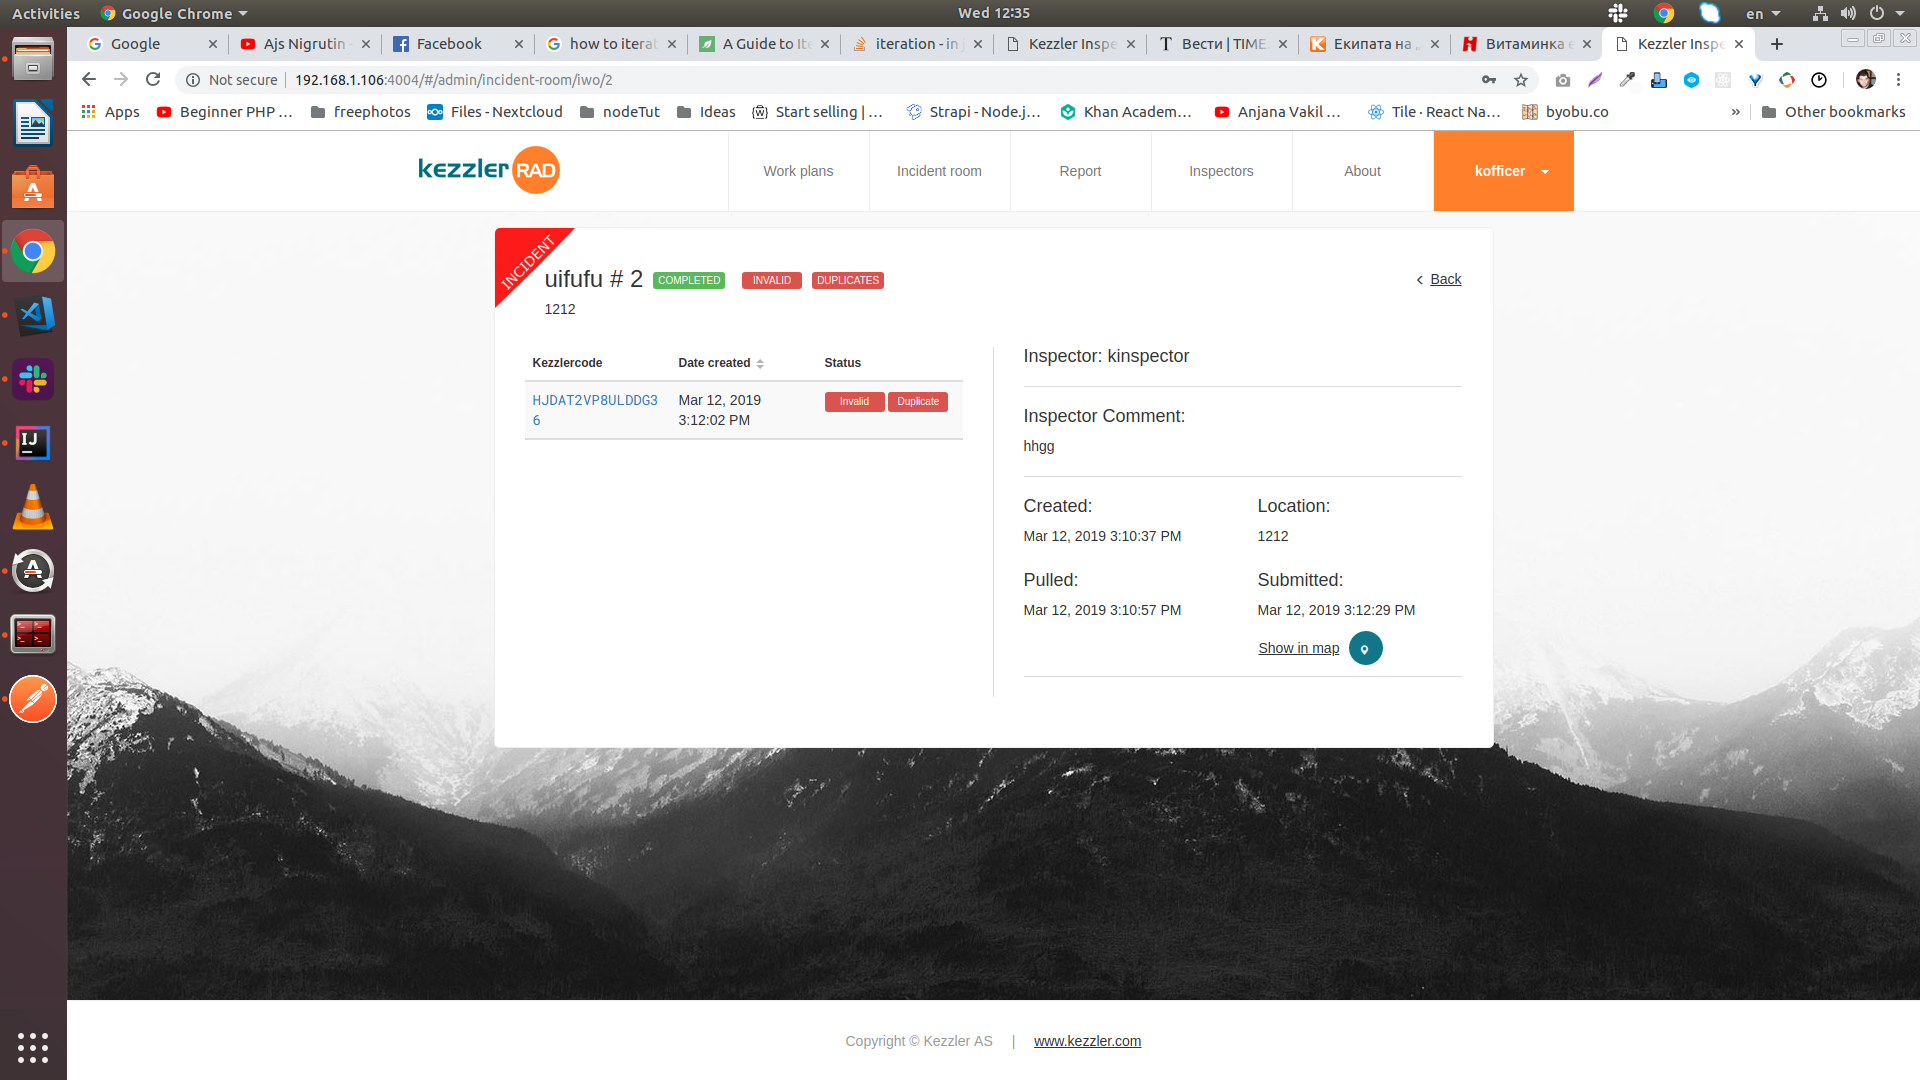 Activities Google Chrome Wed 12:35 en
Google Ajs Nigrutin Facebook how to iterat A Guide to Ite iteration - in j Kezzler Inspe Вести | TIME. Екипата на „ Витаминка е Kezzler Inspe
Not secure 192.168.1.106:4004/#/admin/incident-room/iwo/2
Apps Beginner PHP ... freephotos Files - Nextcloud nodeTut Ideas Start selling | ... Strapi - Node.j... Khan Academ... Anjana Vakil ... Tile · React Na... byobu.co » Other bookmarks
kezzler RAD Work plans Incident room Report Inspectors About kofficer
INCIDENT
uifufu # 2 COMPLETED INVALID DUPLICATES Back
1212
Kezzlercode Date created Status
HJDAT2VP8ULDDG3 Mar 12, 2019 Invalid Duplicate
6 3:12:02 PM
Inspector: kinspector
Inspector Comment:
hhgg
Created: Location:
Mar 12, 2019 3:10:37 PM 1212
Pulled: Submitted:
Mar 12, 2019 3:10:57 PM Mar 12, 2019 3:12:29 PM
Show in map
Copyright © Kezzler AS | www.kezzler.com